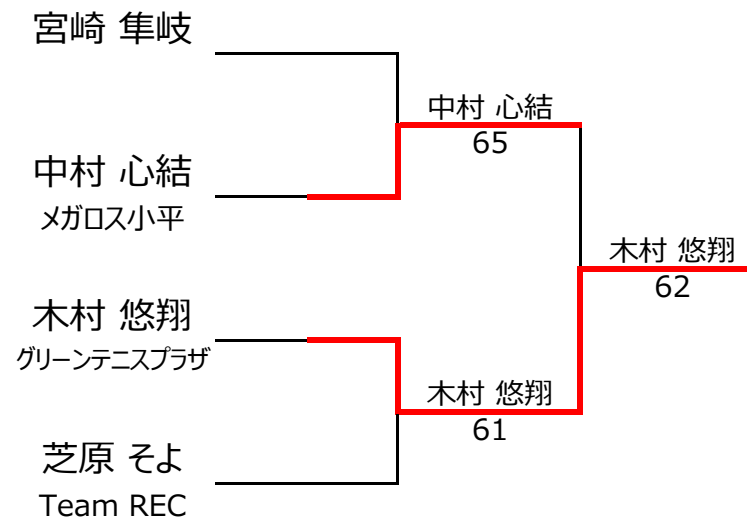 宮崎 隼岐
中村 心結
メガロス小平
木村 悠翔
グリーンテニスプラザ
芝原 そよ
Team REC
中村 心結
65
木村 悠翔
61
木村 悠翔
62